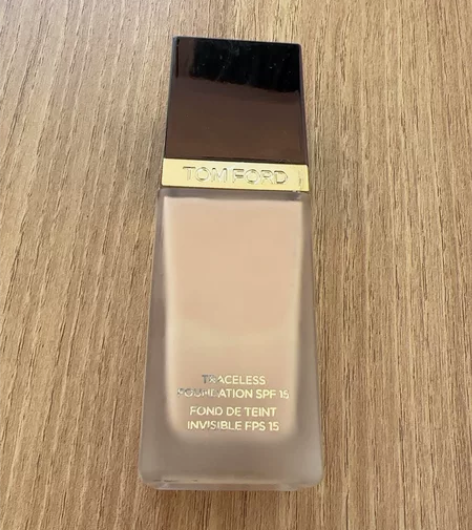 TOM FORD
TRACELESS
FOUNDATION SPF 15
FOND DE TEINT
INVISIBLE FPS 15